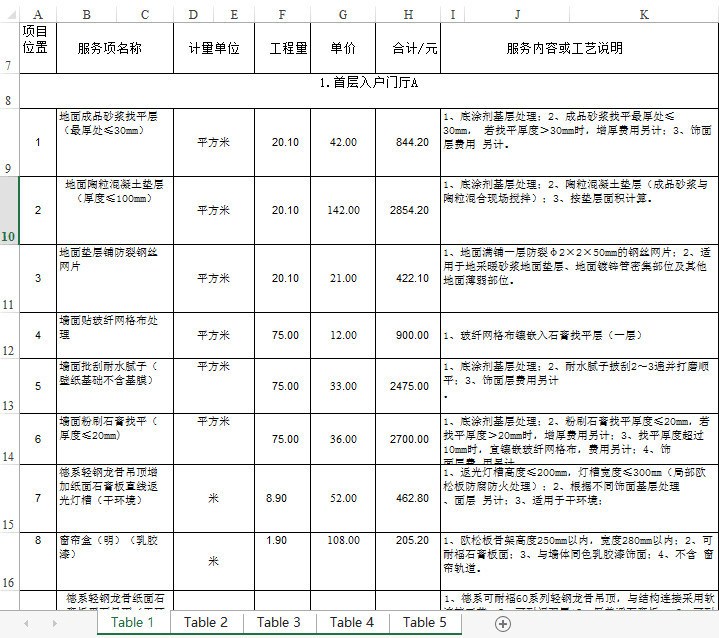 A B C D E F G H I J K
项目
位置
服务项名称 计量单位 工程量 单价 合计/元 服务内容或工艺说明
7
1.首层入户门厅A
8
地面成品砂浆找平层
（最厚处≤30mm）
1 平方米 20.10 42.00 844.20
1、底涂剂基层处理；2、成品砂浆找平最厚处≤
30mm， 若找平厚度＞30mm时，增厚费用另计；3、饰面
层费用 另计。
9
地面陶粒混凝土垫层
（厚度≤100mm）
2 平方米 20.10 142.00 2854.20
1、底涂剂基层处理；2、陶粒混凝土垫层（成品砂浆与
陶粒混合现场搅拌）；3、按垫层面积计算。
10
地面垫层铺防裂钢丝
网片
3 平方米 20.10 21.00 422.10
1、地面满铺一层防裂φ2×2×50mm的钢丝网片；2、适
用于地采暖砂浆地面垫层、地面镀锌管密集部位及其他
地面薄弱部位。
11
墙面贴玻纤网格布处
理
4 平方米 75.00 12.00 900.00 1、玻纤网格布镶嵌入石膏找平层（一层）
12
墙面批刮耐水腻子（
壁纸基础不含基膜）
5 平方米 75.00 33.00 2475.00
1、底涂剂基层处理；2、耐水腻子披刮2～3遍并打磨顺
平；3、饰面层费用另计
。
13
墙面粉刷石膏找平（
厚度≤20mm）
6 平方米 75.00 36.00 2700.00
1、底涂剂基层处理；2、粉刷石膏找平厚度≤20mm，若
找平厚度＞20mm时，增厚费用另计；3、找平厚度超过
10mm时，宜镶嵌玻纤网格布，费用另计；4、饰
面层费 用另计
14
德系轻钢龙骨吊顶增
加纸面石膏板直线返
光灯槽（干环境）
7 米 8.90 52.00 462.80
1、返光灯槽高度≤200mm，灯槽宽度≤300mm（局部欧
松板防腐防火处理）；2、根据不同饰面基层处理
、面层 另计；3、适用于干环境；
15
窗帘盒（明）（乳胶
漆）
8 米 1.90 108.00 205.20
1、欧松板骨架高度250mm以内，宽度280mm以内；2、可
耐福石膏板面；3、与墙体同色乳胶漆饰面；4、不含 窗
帘轨道。
16
德系轻钢龙骨纸面石
1、德系可耐福60系列轻钢龙骨吊顶，与结构连接采用软
Table 1 Table 2 Table 3 Table 4 Table 5